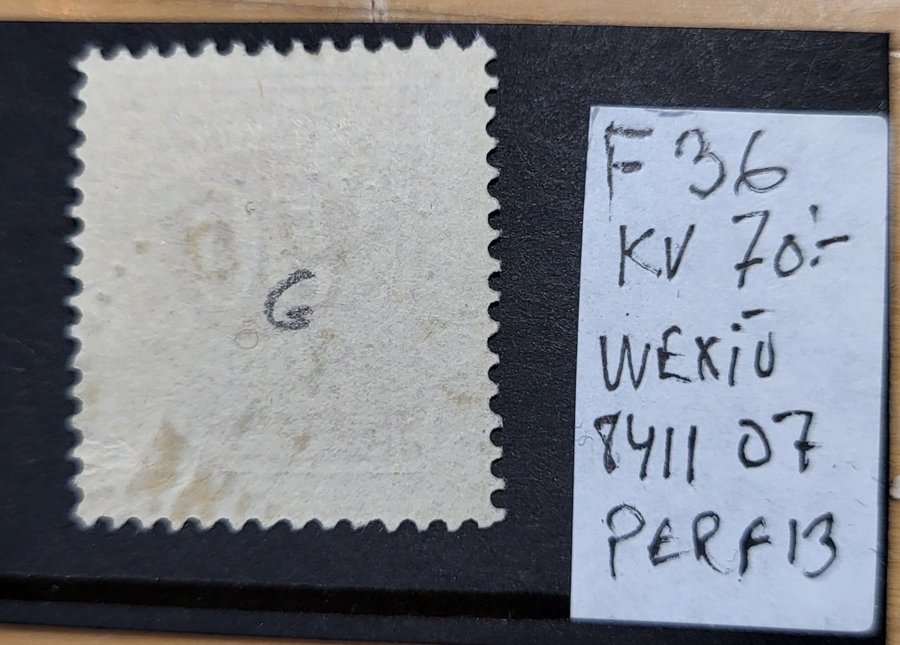 G
F 36
KV 70:-
WEXIÖ
8411 07
PERF 13